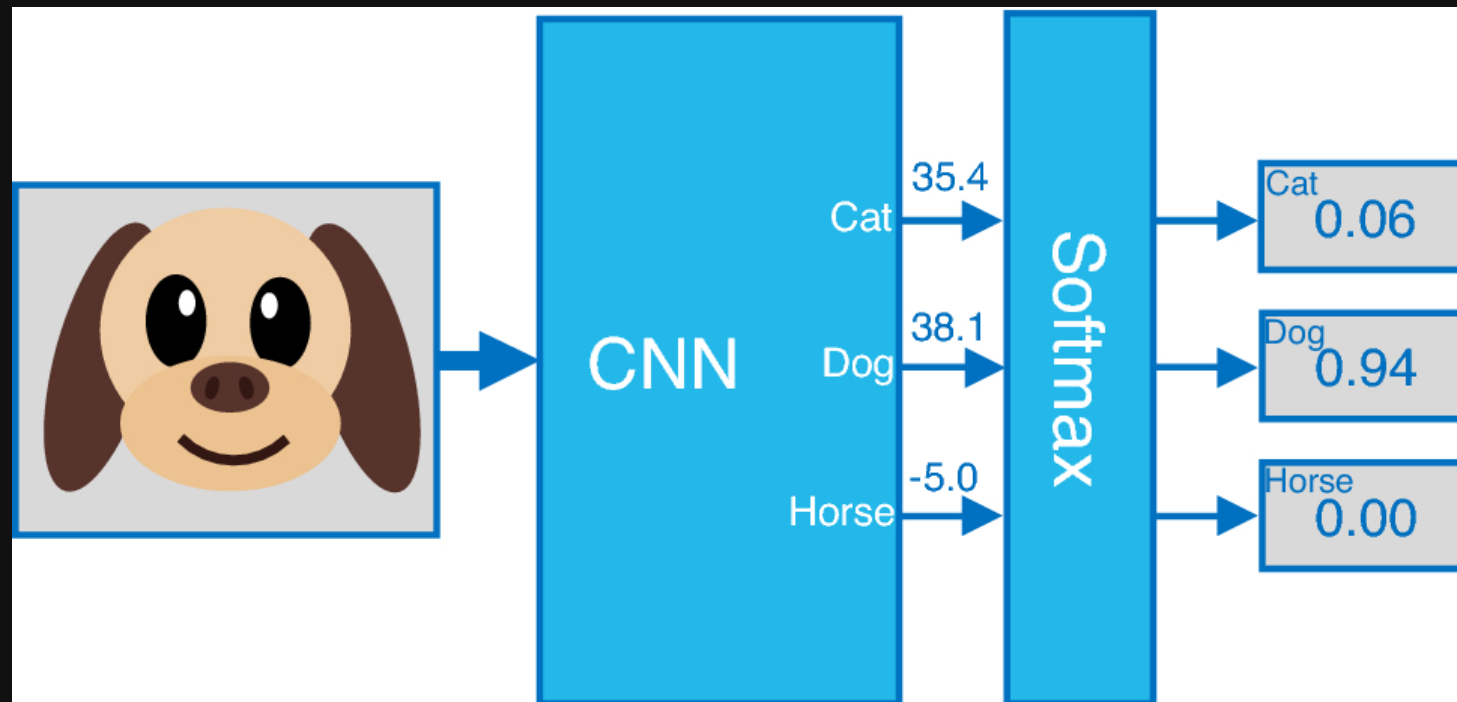 CNN
Cat
Dog
Horse
35.4
38.1
-5.0
Softmax
Cat
0.06
Dog
0.94
Horse
0.00